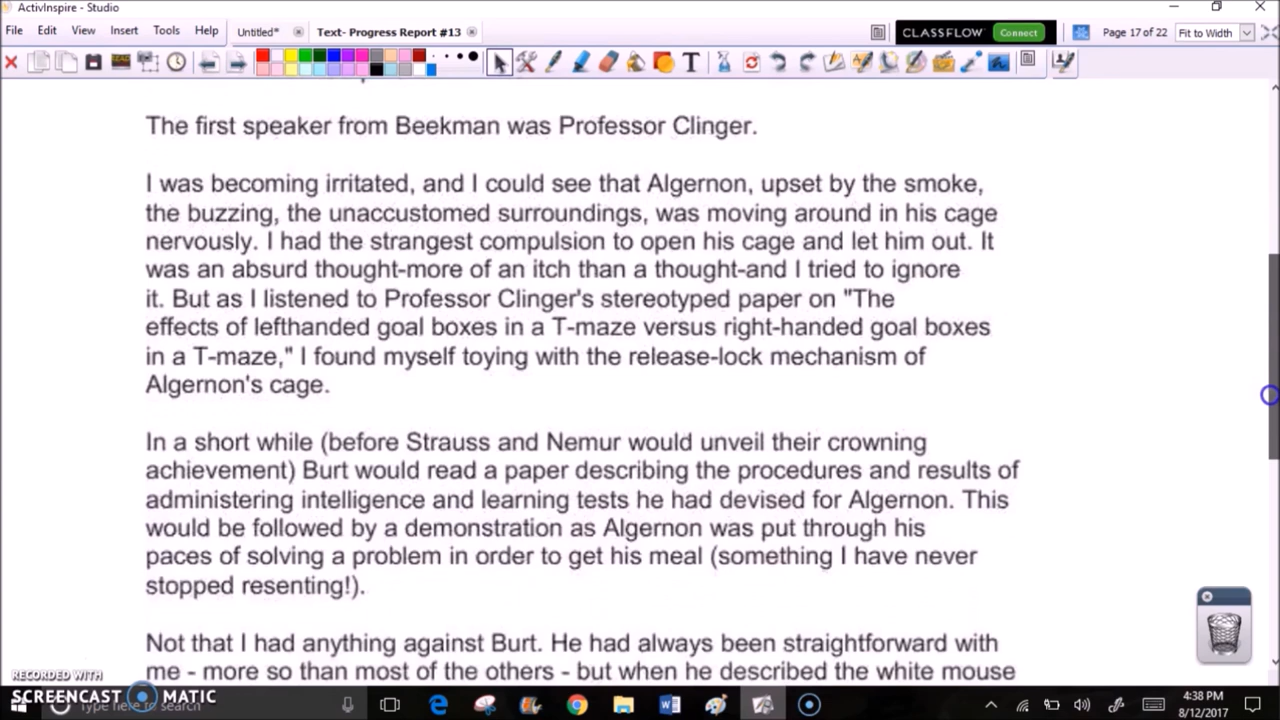 ActivInspire - Studio
File Edit View Insert Tools Help Untitled* Text- Progress Report #13 CLASSFLOW Connect Page 17 of 22 Fit to Width
The first speaker from Beekman was Professor Clinger.
I was becoming irritated, and I could see that Algernon, upset by the smoke,
the buzzing, the unaccustomed surroundings, was moving around in his cage
nervously. I had the strangest compulsion to open his cage and let him out. It
was an absurd thought-more of an itch than a thought-and I tried to ignore
it. But as I listened to Professor Clinger's stereotyped paper on "The
effects of lefthanded goal boxes in a T-maze versus right-handed goal boxes
in a T-maze," I found myself toying with the release-lock mechanism of
Algernon's cage.
In a short while (before Strauss and Nemur would unveil their crowning
achievement) Burt would read a paper describing the procedures and results of
administering intelligence and learning tests he had devised for Algernon. This
would be followed by a demonstration as Algernon was put through his
paces of solving a problem in order to get his meal (something I have never
stopped resenting!).
Not that I had anything against Burt. He had always been straightforward with
me - more so than most of the others - but when he described the white mouse
RECORDED WITH
SCREENCAST MATIC
Type here to search
4:38 PM
8/12/2017